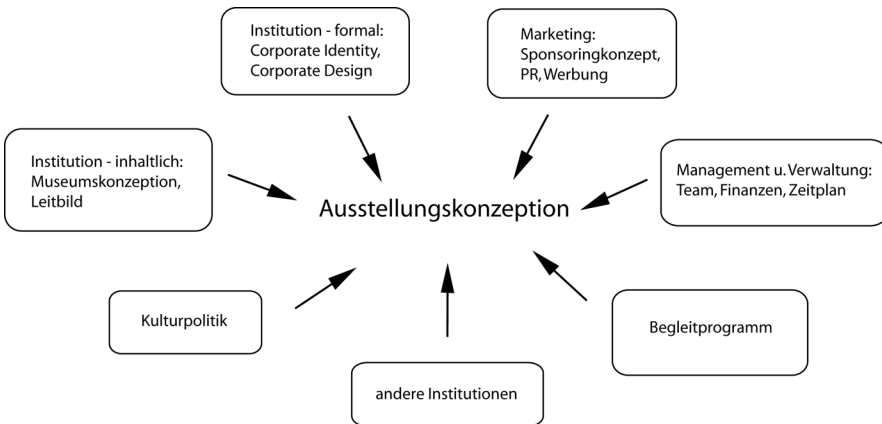 Institution - formal:
Corporate Identity,
Corporate Design
Marketing:
Sponsoringkonzept,
PR, Werbung
Institution - inhaltlich:
Museumskonzeption,
Leitbild
Management u. Verwaltung:
Team, Finanzen, Zeitplan
Ausstellungskonzeption
Kulturpolitik
Begleitprogramm
andere Institutionen